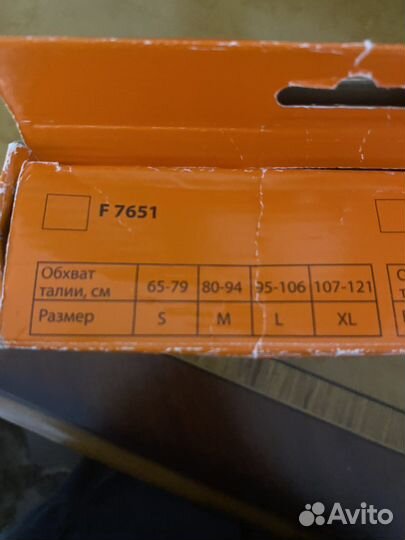 F 7651
Обхват талии, см 65-79 80-94 95-106 107-121
Размер S M L XL
Avito